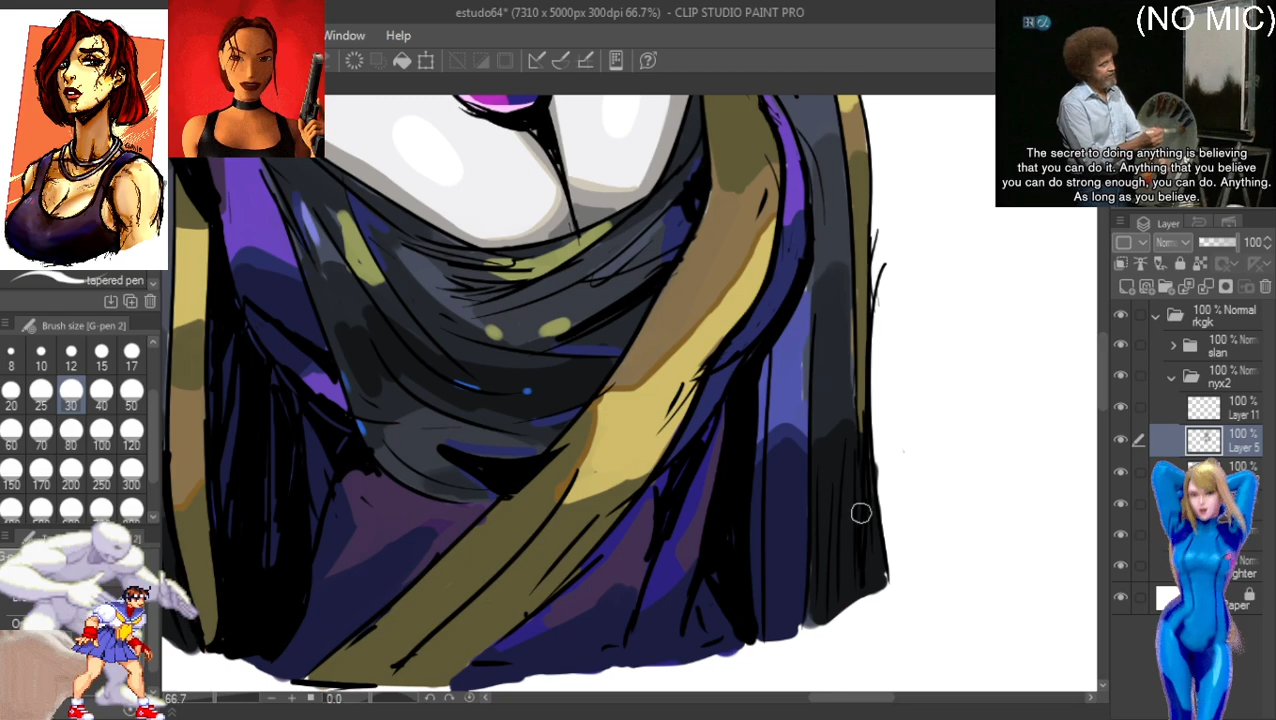 estudo64* (7310 x 5000px 300dpi 66.7%) - CLIP STUDIO PAINT PRO
(NO MIC)
Window Help
The secret to doing anything is believing
that you can do it. Anything that you believe
you can do strong enough, you can do. Anything.
As long as you believe.
Layer
100
tapered pen
Brush size [G-pen 2]
8 10 12 15 17
20 25 30 40 50
60 70 80 100 120
150 170 200 250 300
100 % Normal
rkgk
100 %
slan
100 %
nyx2
100 %
Layer 11
100 %
Layer 5
100 %
66.7
0.0